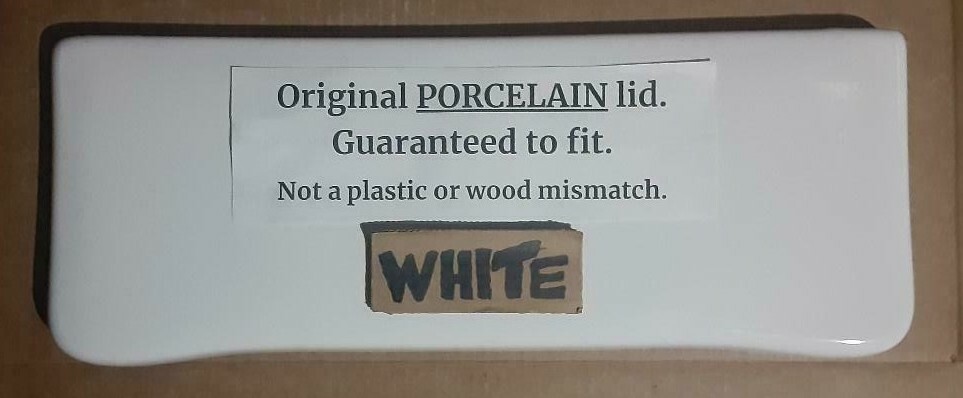 Original PORCELAIN lid.
Guaranteed to fit.
Not a plastic or wood mismatch.
WHITE